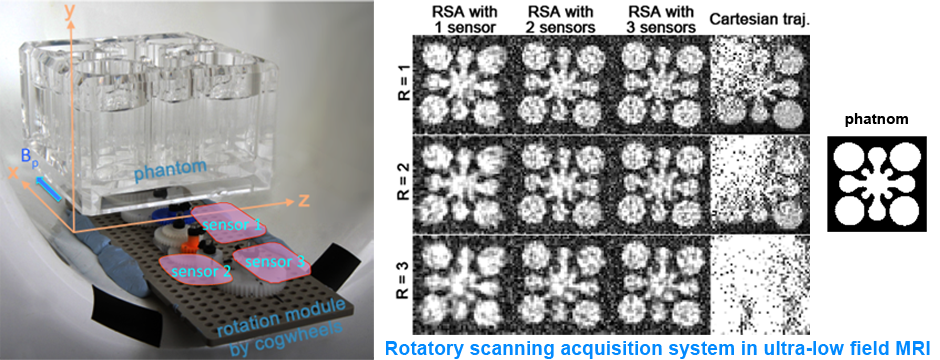 y
B_p
x
phantom
z
sensor 1
sensor 2
sensor 3
rotation module
by cogwheels
RSA with
1 sensor
RSA with
2 sensors
RSA with
3 sensors
Cartesian traj.
R = 1
R = 2
R = 3
phatnom
Rotatory scanning acquisition system in ultra-low field MRI